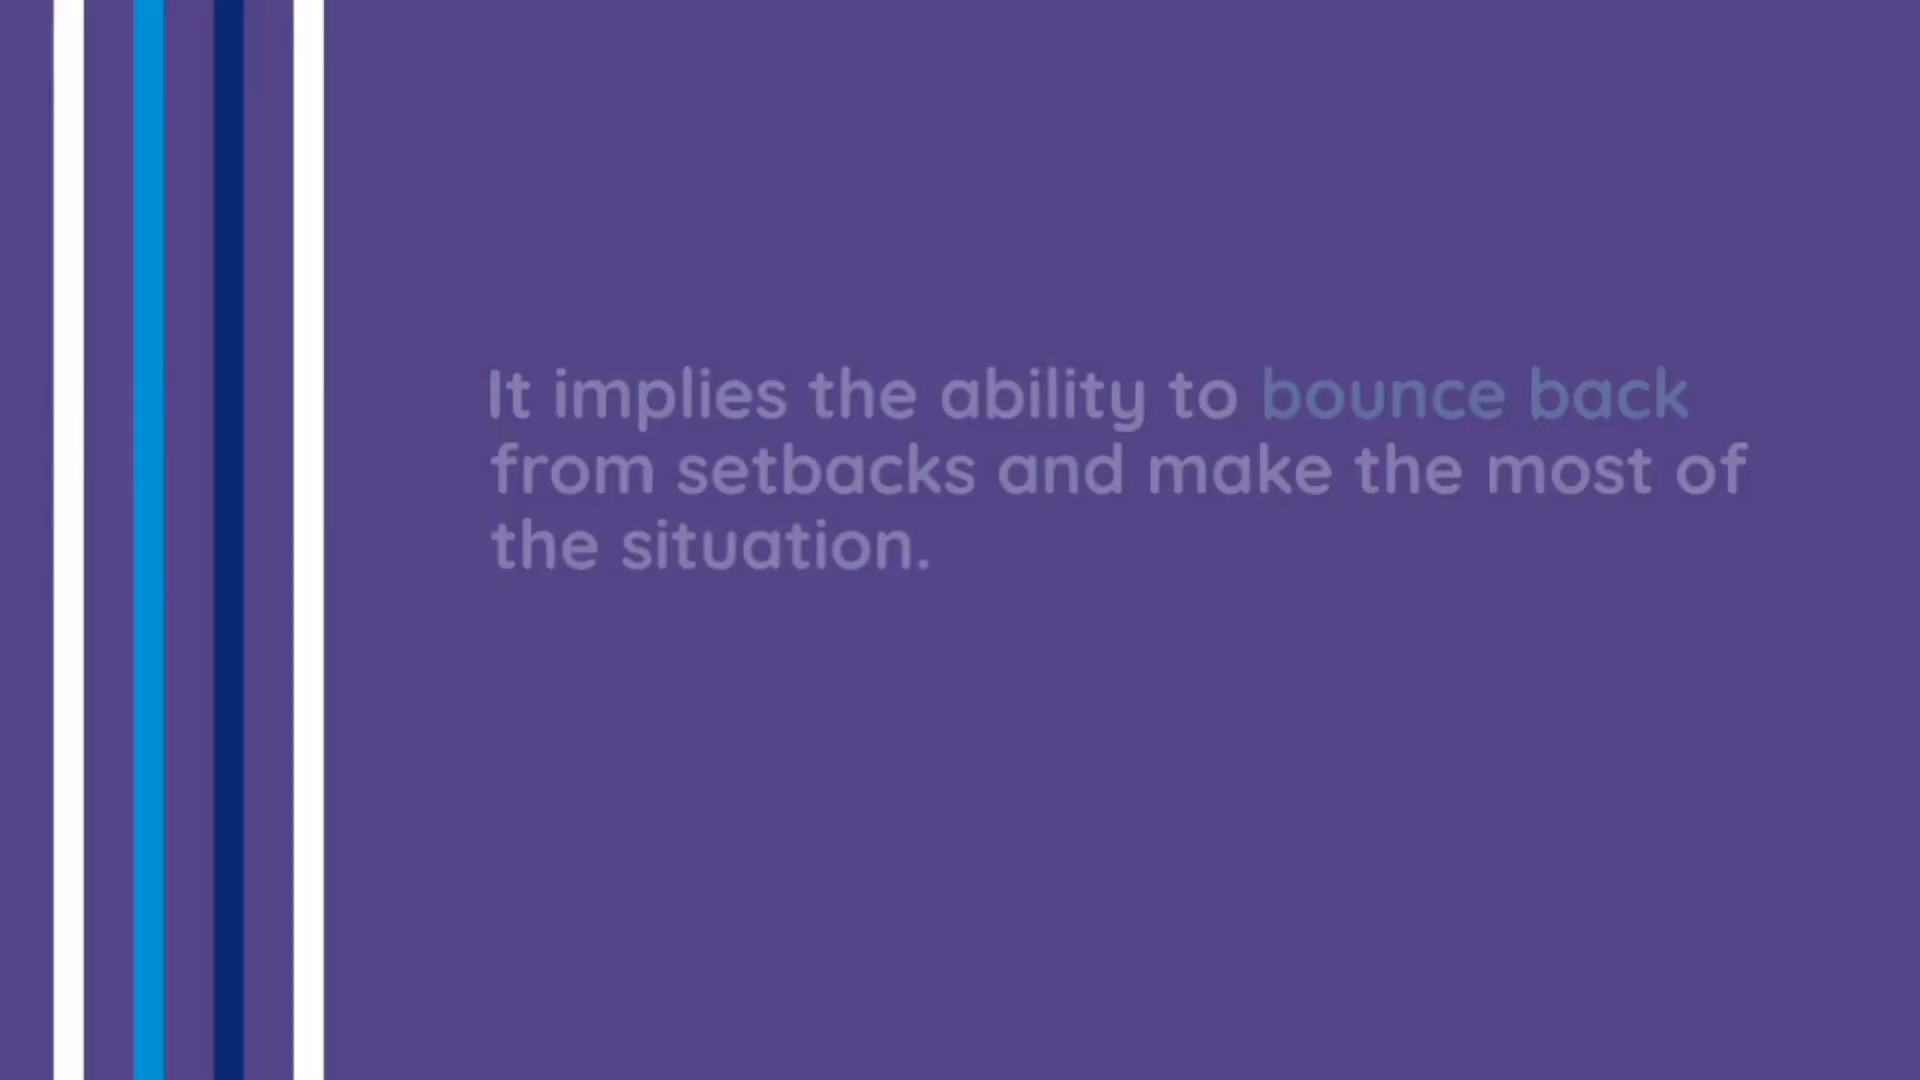 It implies the ability to bounce back
from setbacks and make the most of
the situation.